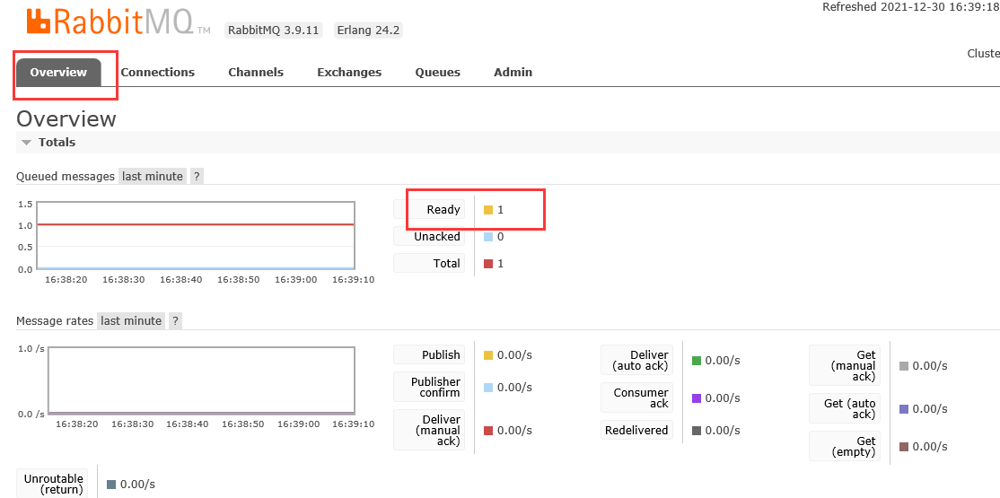 Refreshed 2021-12-30 16:39:18
RabbitMQ TM RabbitMQ 3.9.11 Erlang 24.2
Cluste
Overview Connections Channels Exchanges Queues Admin
Overview
Totals
Queued messages last minute ?
1.5
1.0
0.5
0.0
16:38:20 16:38:30 16:38:40 16:38:50 16:39:00 16:39:10
Ready 1
Unacked 0
Total 1
Message rates last minute ?
1.0 /s
0.0 /s
16:38:20 16:38:30 16:38:40 16:38:50 16:39:00 16:39:10
Publish 0.00/s
Publisher
confirm 0.00/s
Deliver
(manual
ack) 0.00/s
Deliver
(auto ack) 0.00/s
Consumer
ack 0.00/s
Redelivered 0.00/s
Get
(manual
ack) 0.00/s
Get (auto
ack) 0.00/s
Get
(empty) 0.00/s
Unroutable
(return) 0.00/s